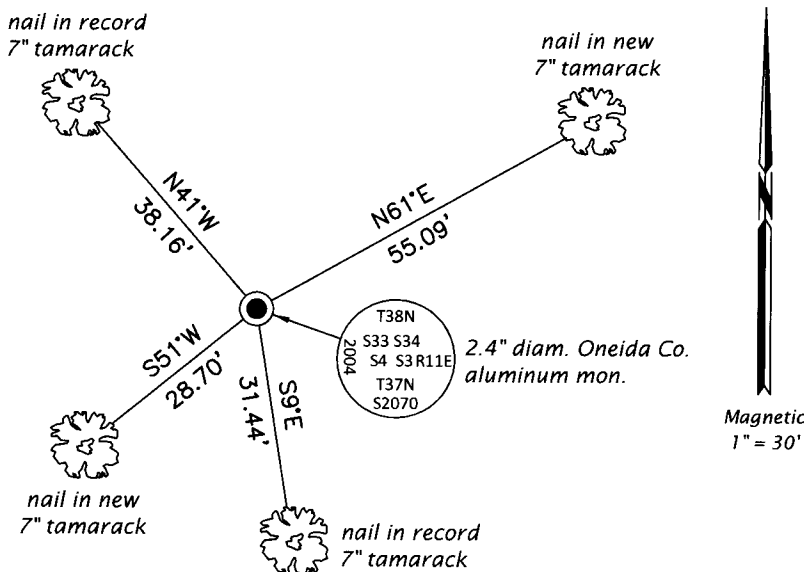 nail in record
7" tamarack
nail in new
7" tamarack
N41°W
38.16'
N61°E
55.09'
N
T38N
S33 S34
2004
S4 S3 R11E
T37N
S2070
2.4" diam. Oneida Co.
aluminum mon.
S51°W
28.70'
S9°E
31.44'
Magnetic
1" = 30'
nail in new
7" tamarack
nail in record
7" tamarack